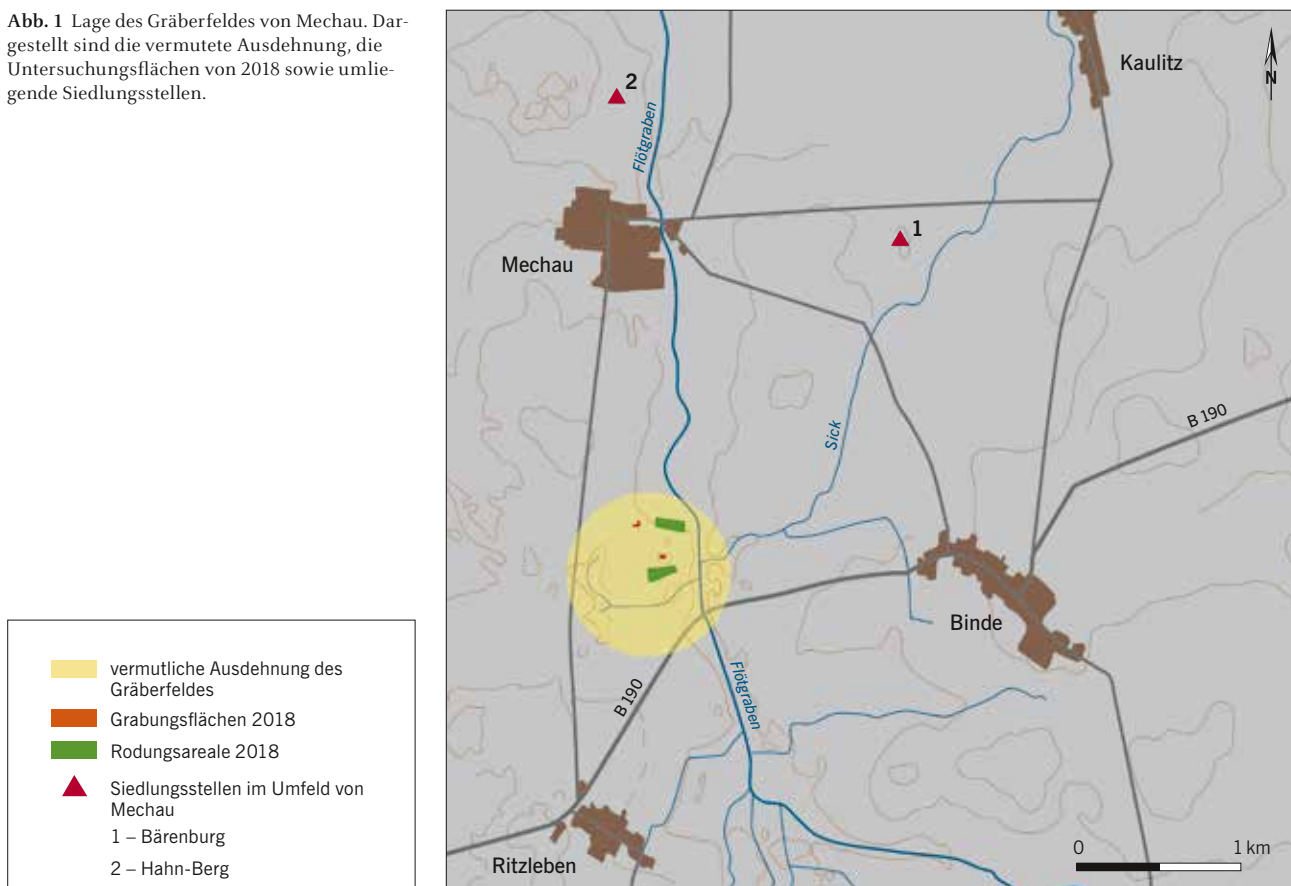 Abb. 1 Lage des Gräberfeldes von Mechau. Dar-
gestellt sind die vermutete Ausdehnung, die
Untersuchungsflächen von 2018 sowie umlie-
gende Siedlungsstellen.
2
Flötgraben
Kaulitz
N
1
Mechau
Sick
B 190
Binde
Flötgraben
B 190
Ritzleben
0 1 km
vermutliche Ausdehnung des
Gräberfeldes
Grabungsflächen 2018
Rodungsareale 2018
Siedlungsstellen im Umfeld von
Mechau
1 – Bärenburg
2 – Hahn-Berg